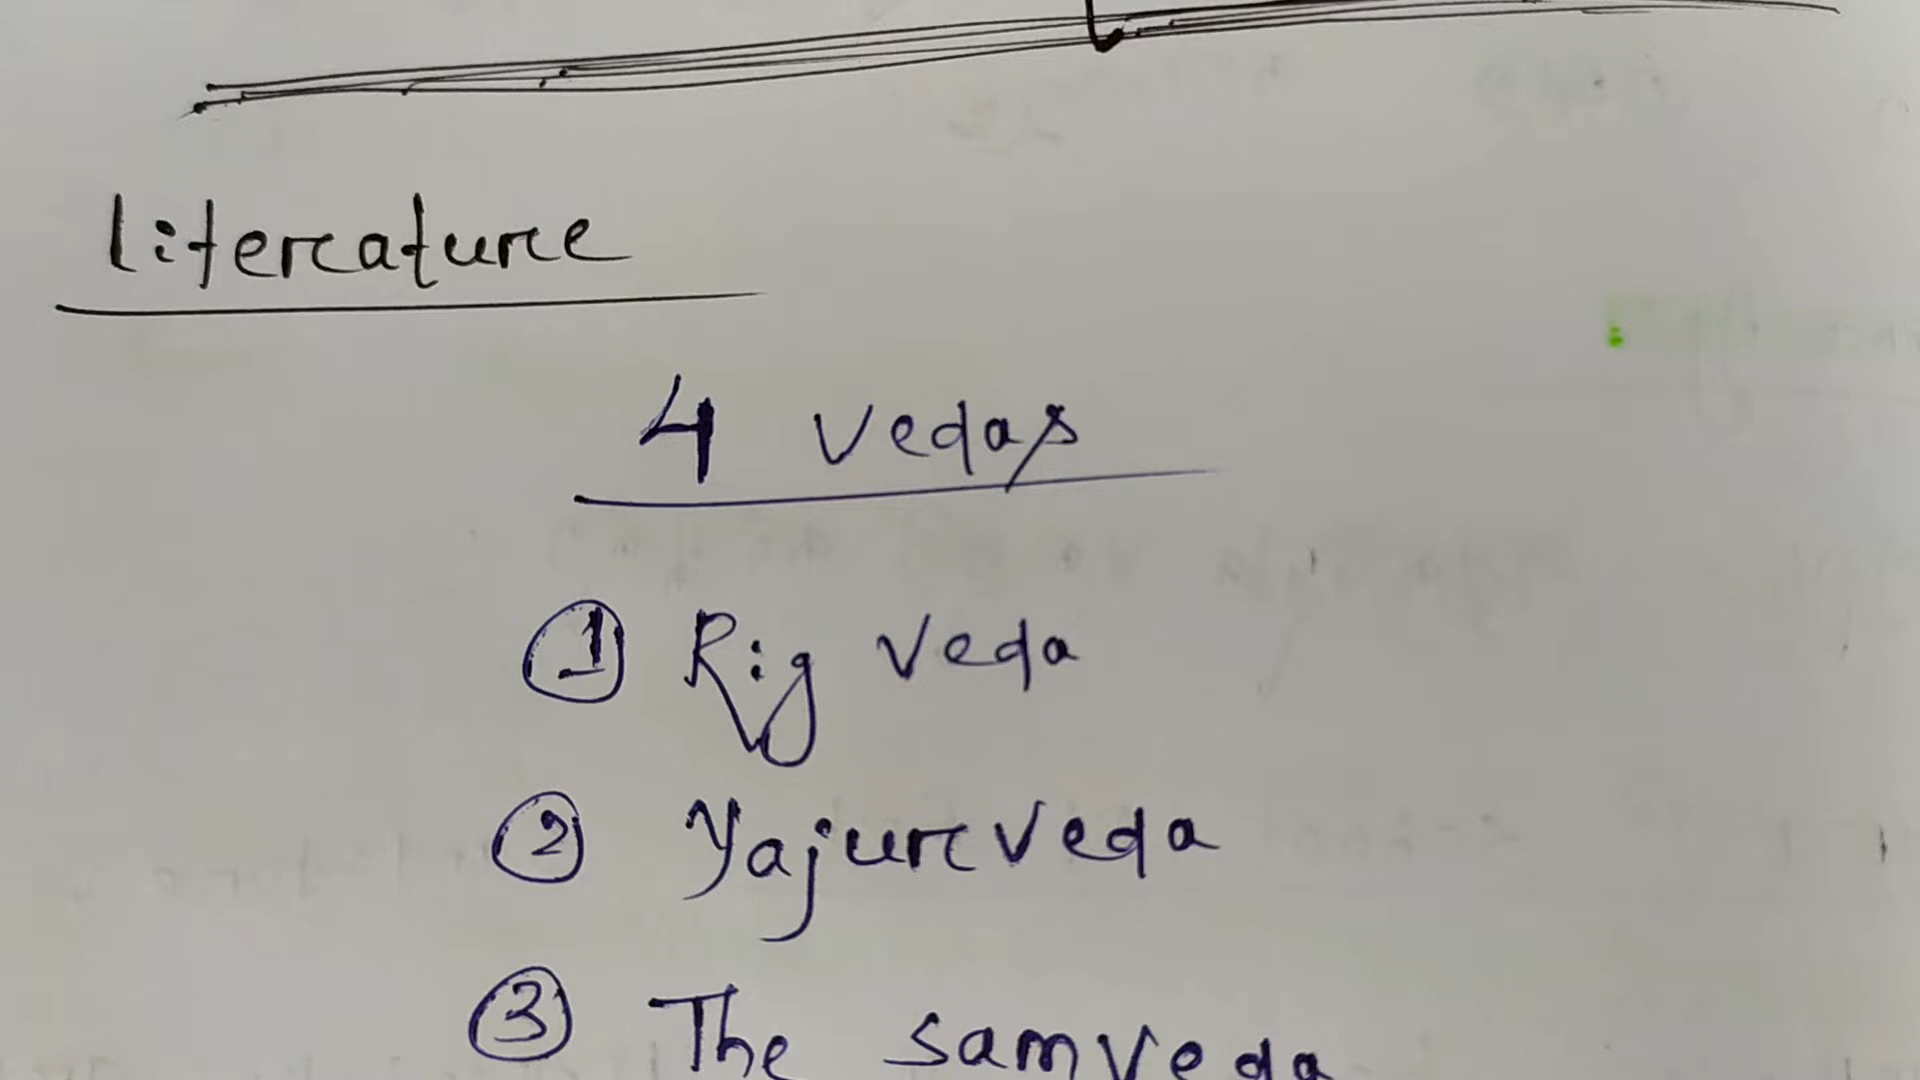 literature
4 vedas
1 Rig veda
2 Yajurveda
3 The samveda